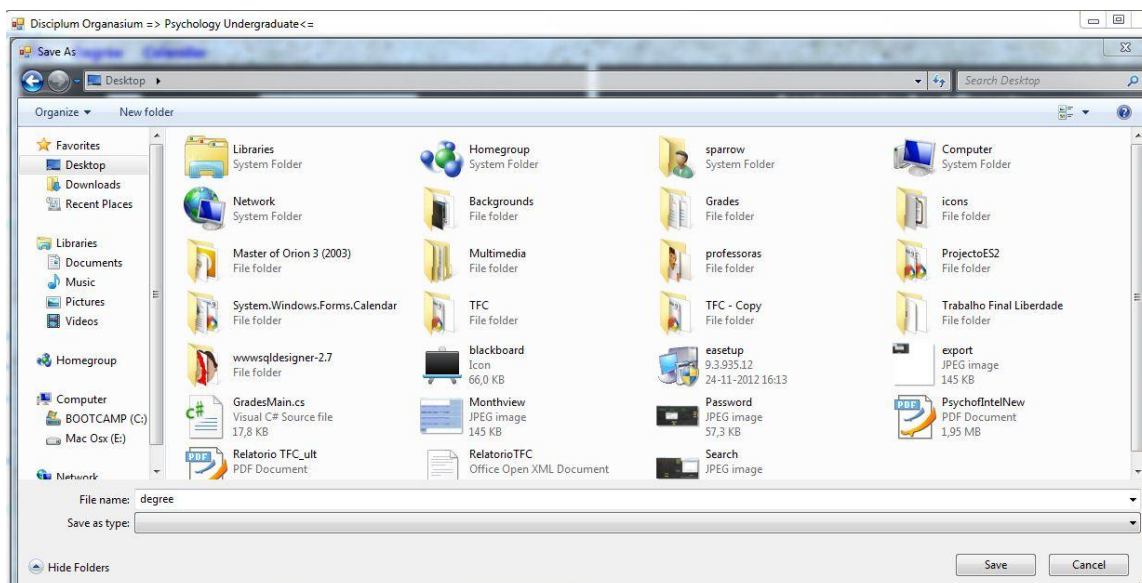 Disciplum Organasium => Psychology Undergraduate<=
Save As
Degree Calendar
Desktop
Search Desktop
Organize New folder
Favorites
Desktop
Downloads
Recent Places
Libraries
Documents
Music
Pictures
Videos
Homegroup
Computer
BOOTCAMP (C:)
Mac Osx (E:)
Network
Libraries
System Folder
Homegroup
System Folder
sparrow
System Folder
Computer
System Folder
Network
System Folder
Backgrounds
File folder
Grades
File folder
icons
File folder
Master of Orion 3 (2003)
File folder
Multimedia
File folder
professoras
File folder
ProjectoES2
File folder
System.Windows.Forms.Calendar
File folder
TFC
File folder
TFC - Copy
File folder
Trabalho Final Liberdade
File folder
wwwsqldesigner-2.7
File folder
blackboard
Icon
66,0 KB
easetup
9.3.935.12
24-11-2012 16:13
export
JPEG image
145 KB
GradesMain.cs
Visual C# Source file
17,8 KB
Monthview
JPEG image
145 KB
Password
JPEG image
57,3 KB
PsychofIntelNew
PDF Document
1,95 MB
Relatorio TFC_ult
PDF Document
RelatorioTFC
Office Open XML Document
Search
JPEG image
File name: degree
Save as type:
Hide Folders
Save Cancel